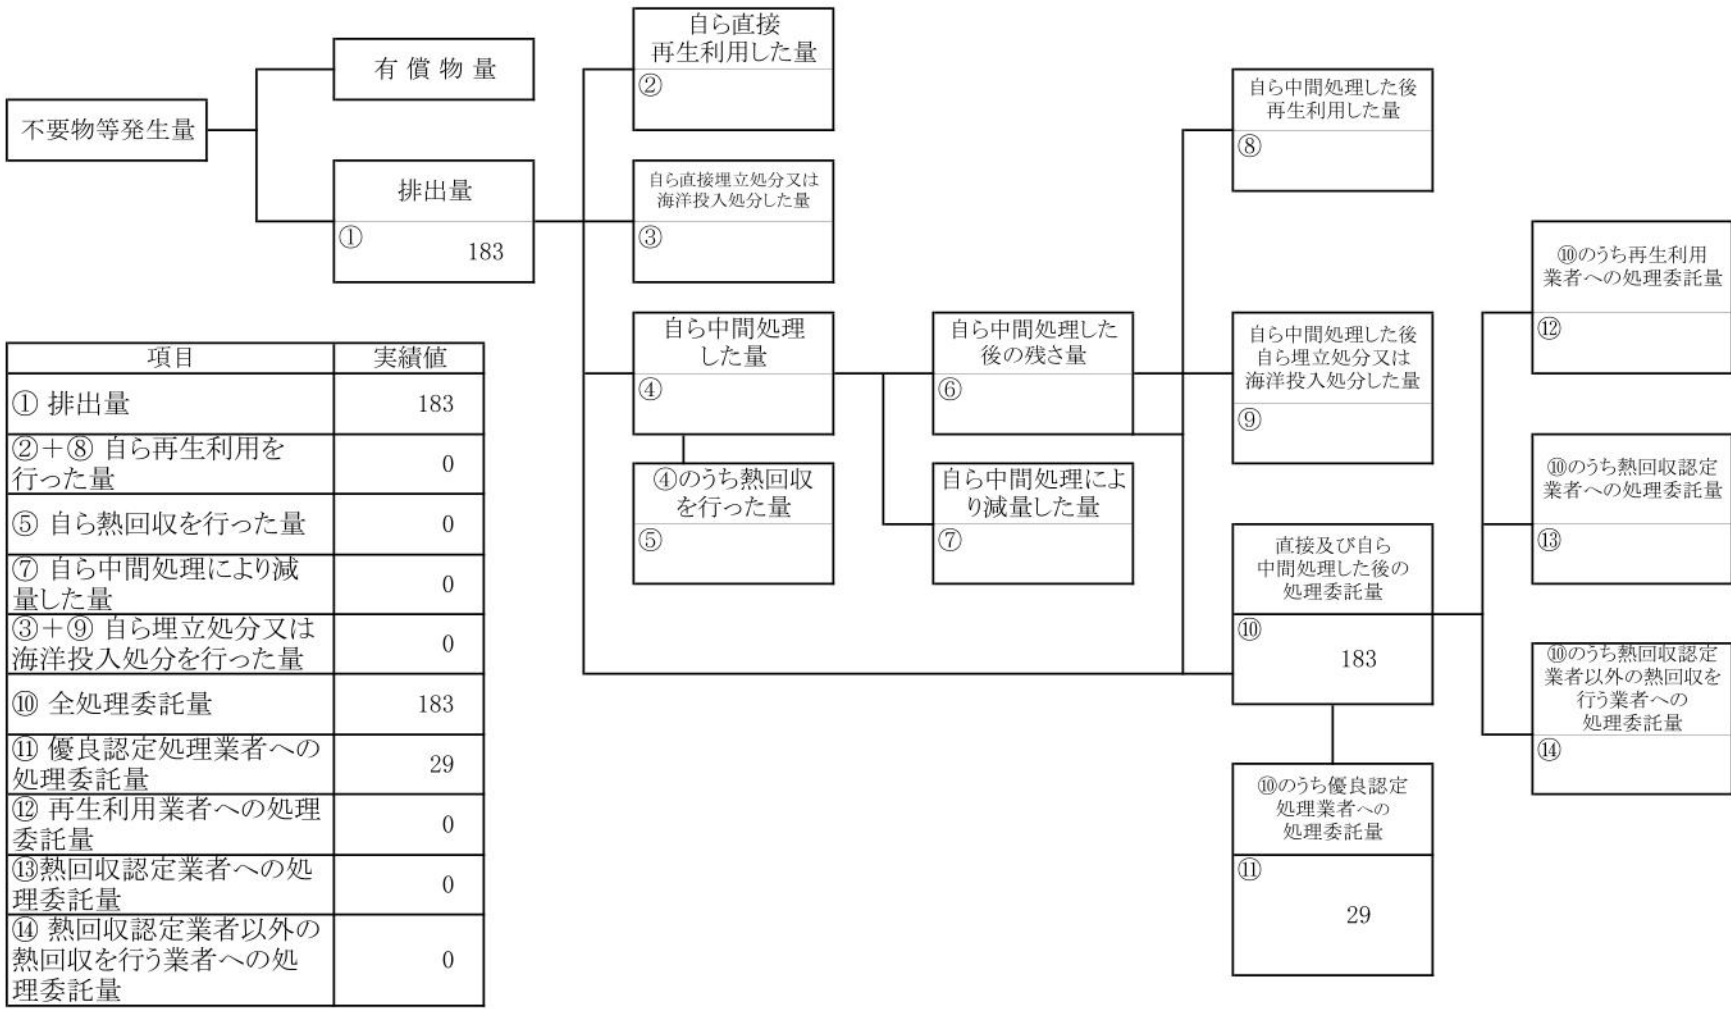 自ら直接
再生利用した量
②
有 償 物 量
不要物等発生量
排出量
①
183
自ら直接埋立処分又は
海洋投入処分した量
③
自ら中間処理
した量
④
④のうち熱回収
を行った量
⑤
自ら中間処理した
後の残さ量
⑥
自ら中間処理によ
り減量した量
⑦
自ら中間処理した後
再生利用した量
⑧
自ら中間処理した後
自ら埋立処分又は
海洋投入処分した量
⑨
直接及び自ら
中間処理した後の
処理委託量
⑩
183
⑩のうち優良認定
処理業者への
処理委託量
⑪
29
⑩のうち再生利用
業者への処理委託量
⑫
⑩のうち熱回収認定
業者への処理委託量
⑬
⑩のうち熱回収認定
業者以外の熱回収を
行う業者への
処理委託量
⑭
項目 実績値
① 排出量 183
②＋⑧ 自ら再生利用を
行った量 0
⑤ 自ら熱回収を行った量 0
⑦ 自ら中間処理により減
量した量 0
③＋⑨ 自ら埋立処分又は
海洋投入処分を行った量 0
⑩ 全処理委託量 183
⑪ 優良認定処理業者への
処理委託量 29
⑫ 再生利用業者への処理
委託量 0
⑬熱回収認定業者への処
理委託量 0
⑭ 熱回収認定業者以外の
熱回収を行う業者への処
理委託量 0